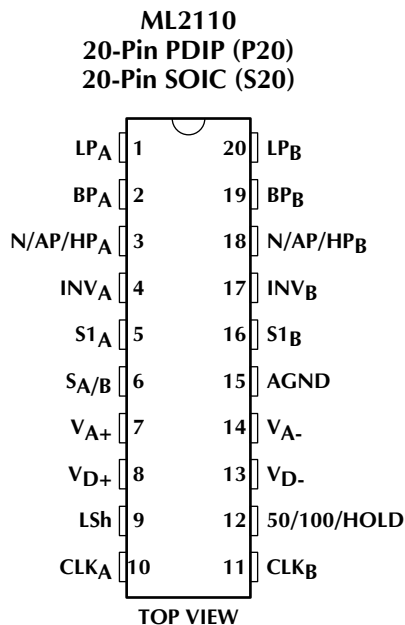 ML2110
20-Pin PDIP (P20)
20-Pin SOIC (S20)
LPA 1 20 LPB
BPA 2 19 BPB
N/AP/HPA 3 18 N/AP/HPB
INVA 4 17 INVB
S1A 5 16 S1B
SA/B 6 15 AGND
VA+ 7 14 VA-
VD+ 8 13 VD-
LSh 9 12 50/100/HOLD
CLKA 10 11 CLKB
TOP VIEW